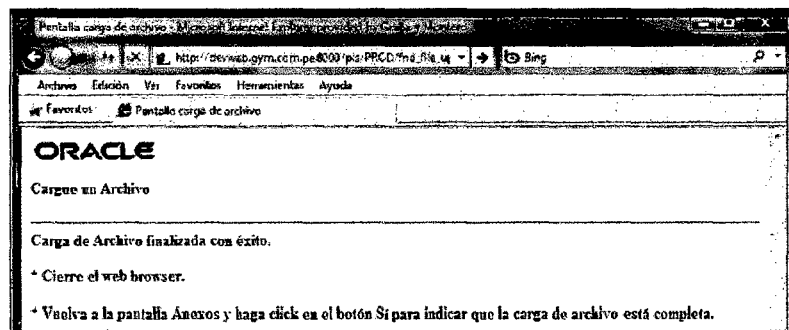 Pantalla carga de archivo - Microsoft Internet Explorer
http://devweb.gym.com.pe:8000/pls/PRCD/fnd_file_up
Bing
Archivo Edición Ver Favoritos Herramientas Ayuda
Favoritos Pantalla carga de archivo
ORACLE
Cargue un Archivo
Carga de Archivo finalizada con éxito.
* Cierre el web browser.
* Vuelva a la pantalla Anexos y haga click en el botón Sí para indicar que la carga de archivo está completa.